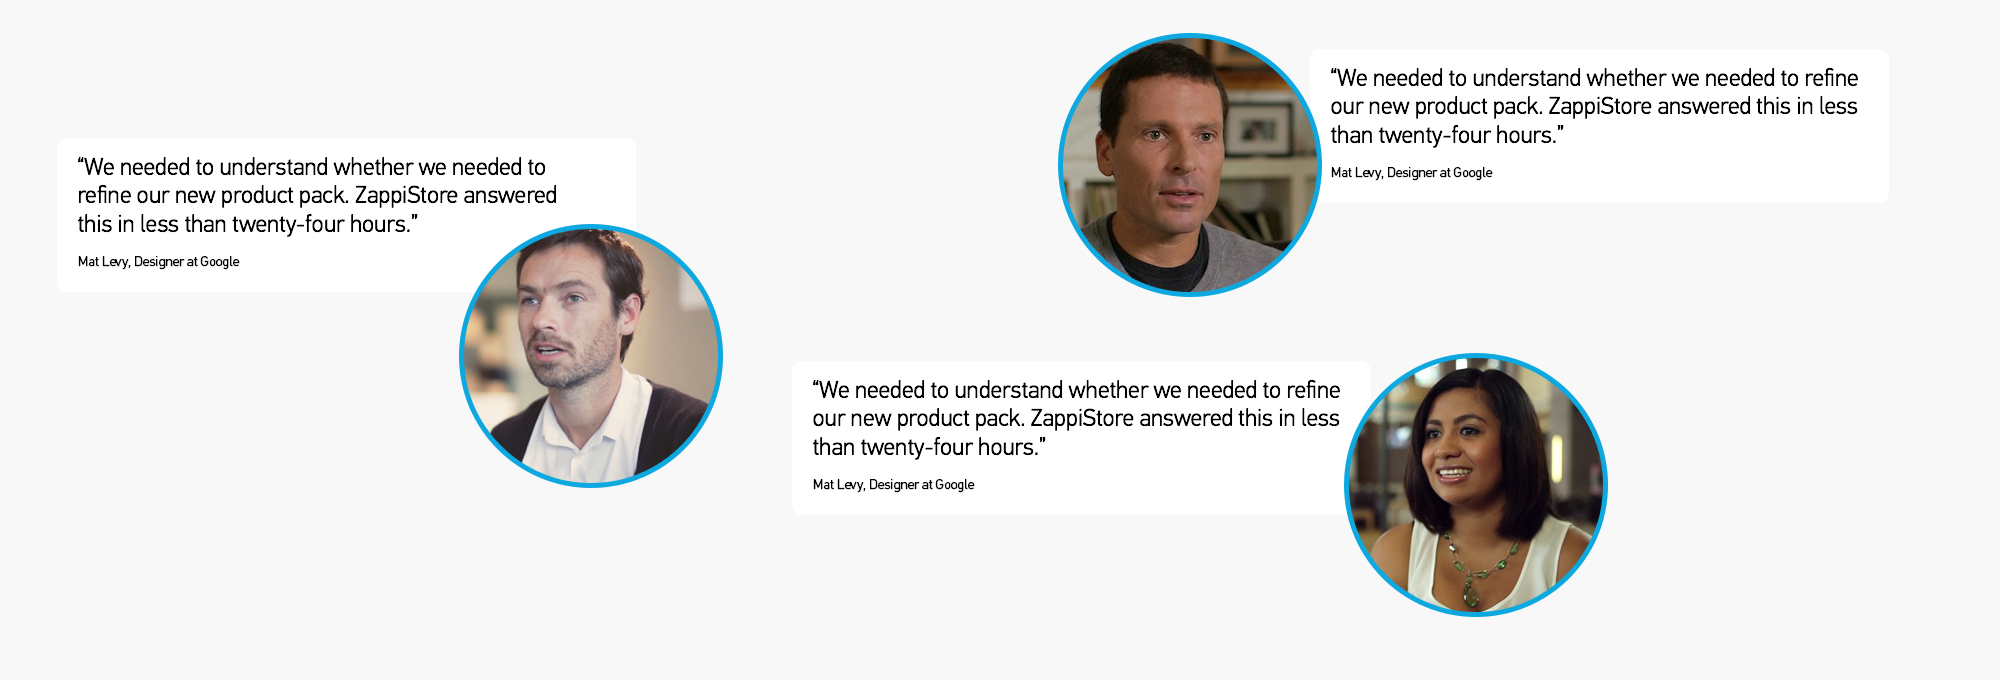 “We needed to understand whether we needed to
refine our new product pack. ZappiStore answered
this in less than twenty-four hours.”
Mat Levy, Designer at Google
“We needed to understand whether we needed to refine
our new product pack. ZappiStore answered this in less
than twenty-four hours.”
Mat Levy, Designer at Google
“We needed to understand whether we needed to refine
our new product pack. ZappiStore answered this in less
than twenty-four hours.”
Mat Levy, Designer at Google